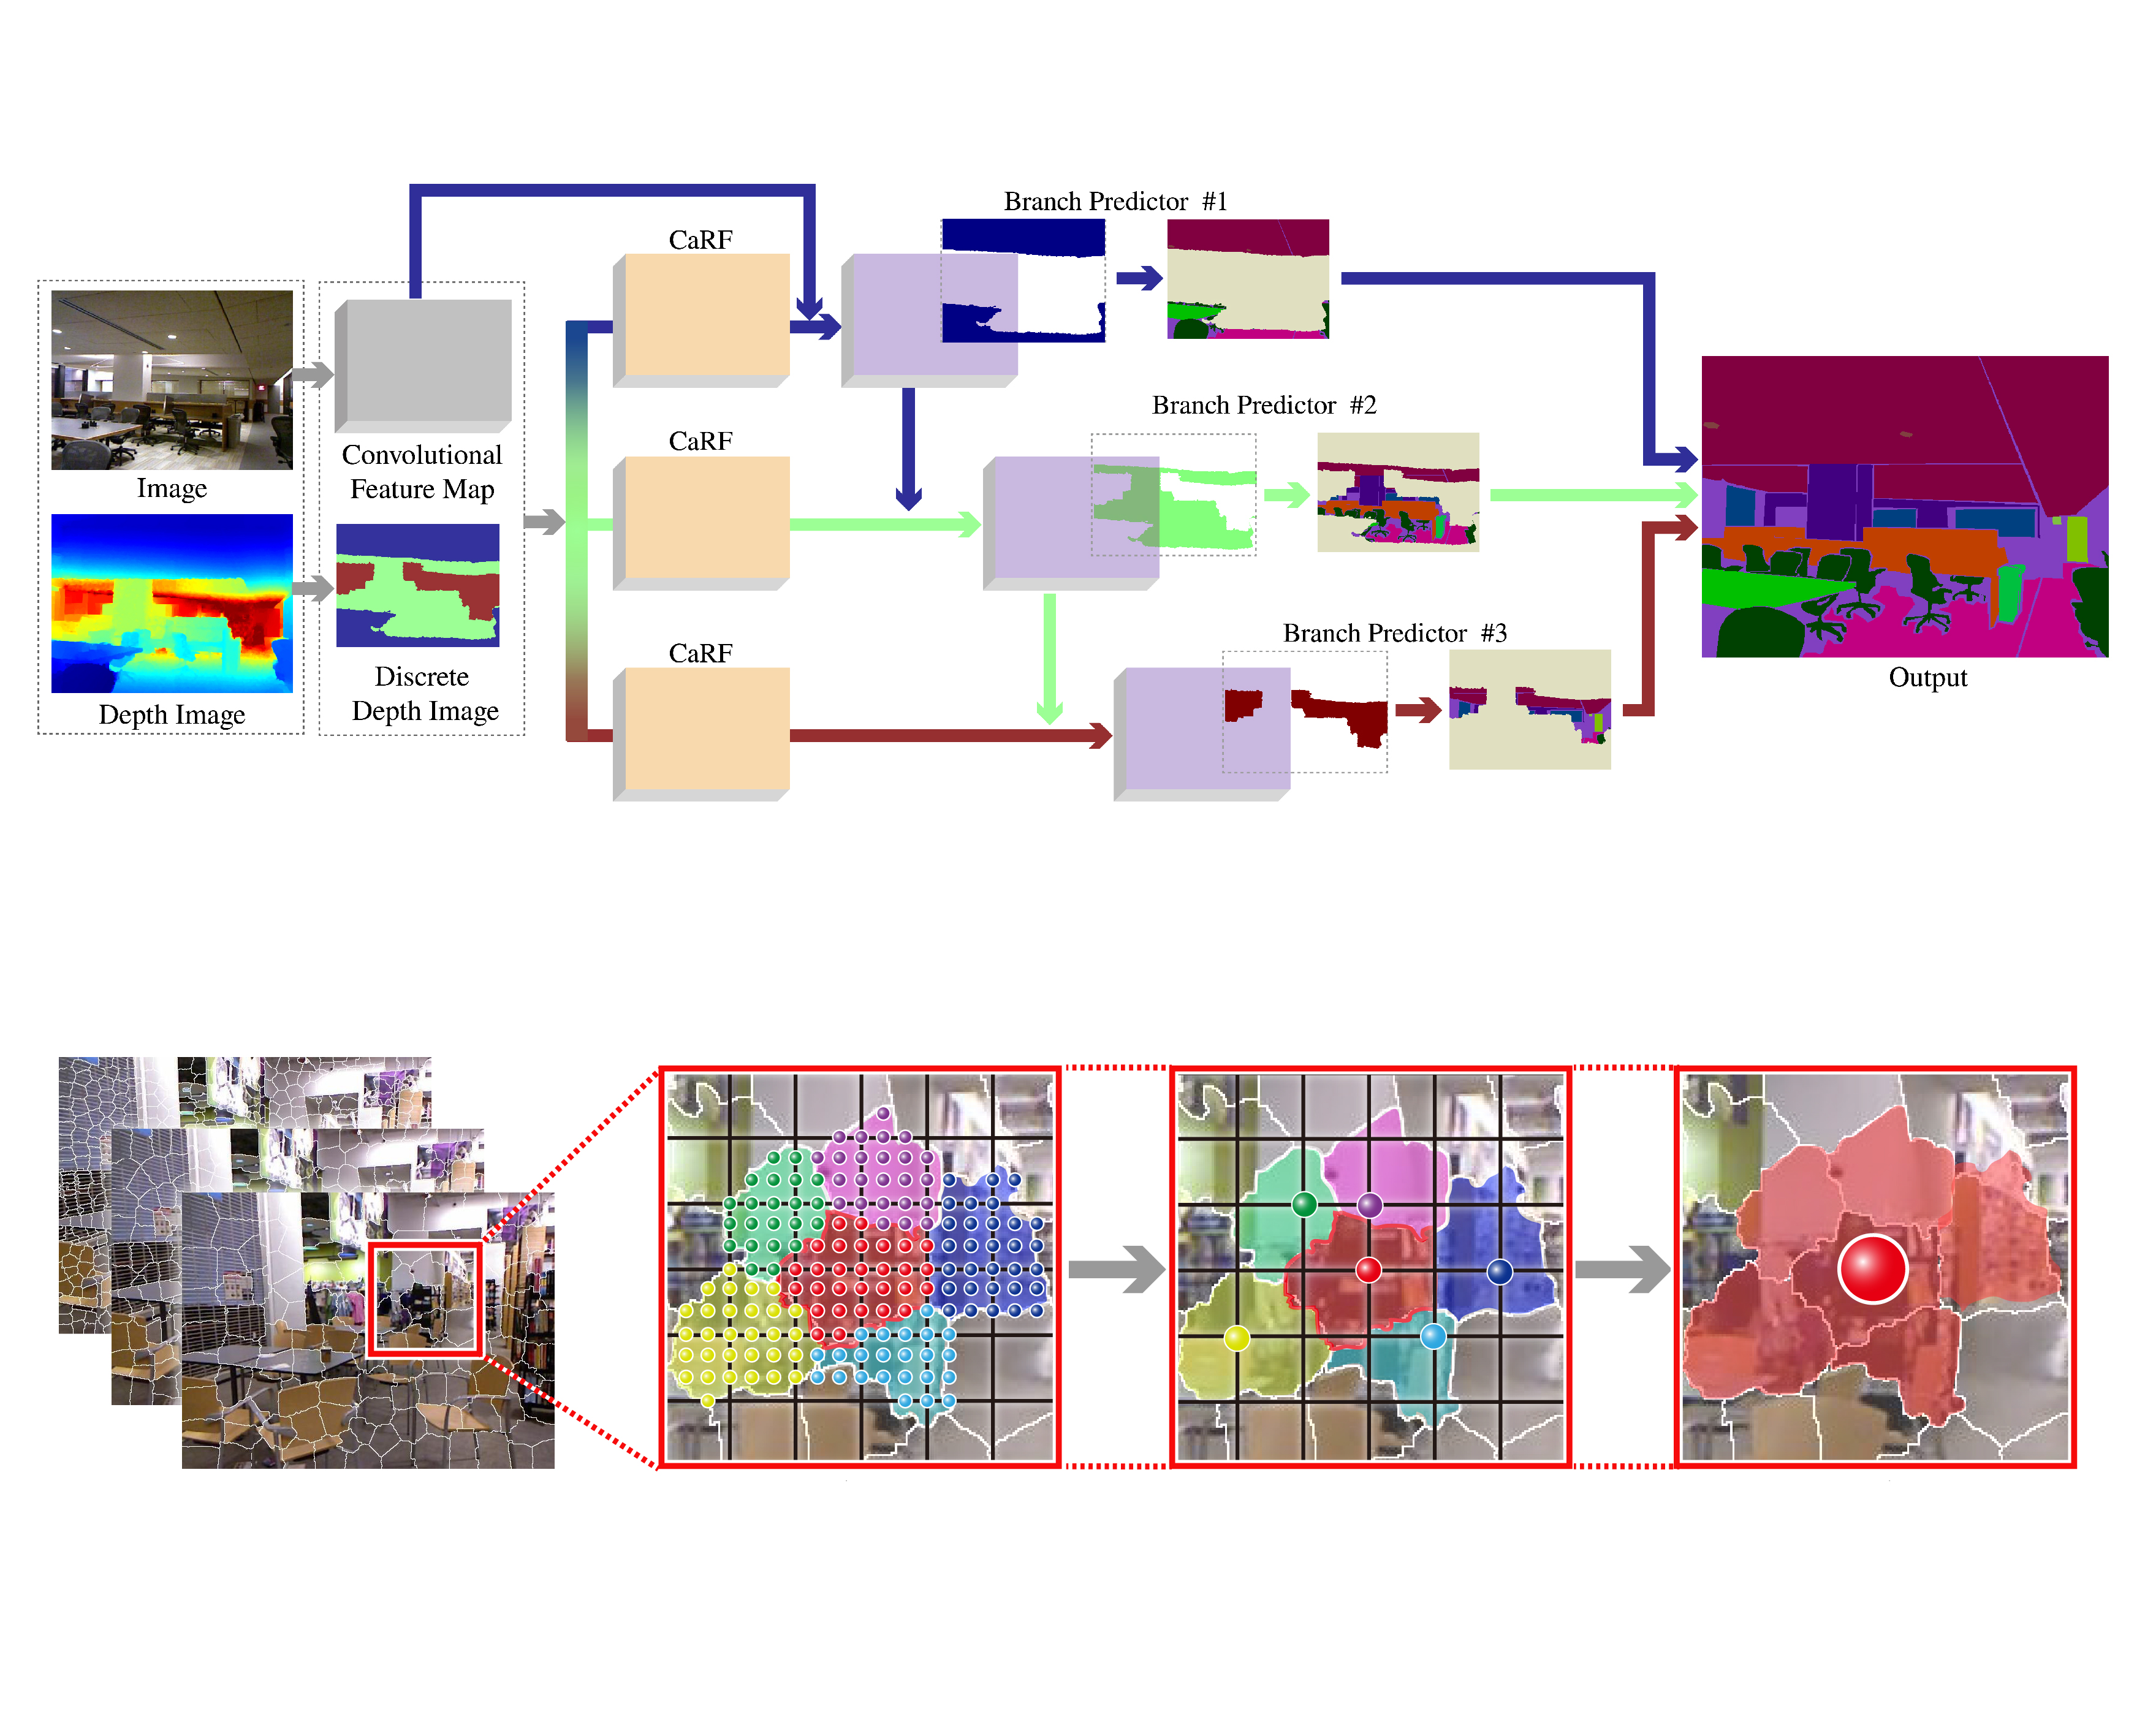 Branch Predictor #1
CaRF
Image
Convolutional
Feature Map
CaRF
Branch Predictor #2
Depth Image
Discrete
Depth Image
CaRF
Branch Predictor #3
Output